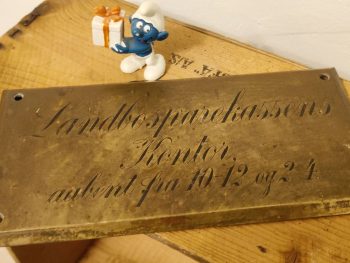 Landbosparekassens
Kontor,
aabent fra 10-12 og 2-4